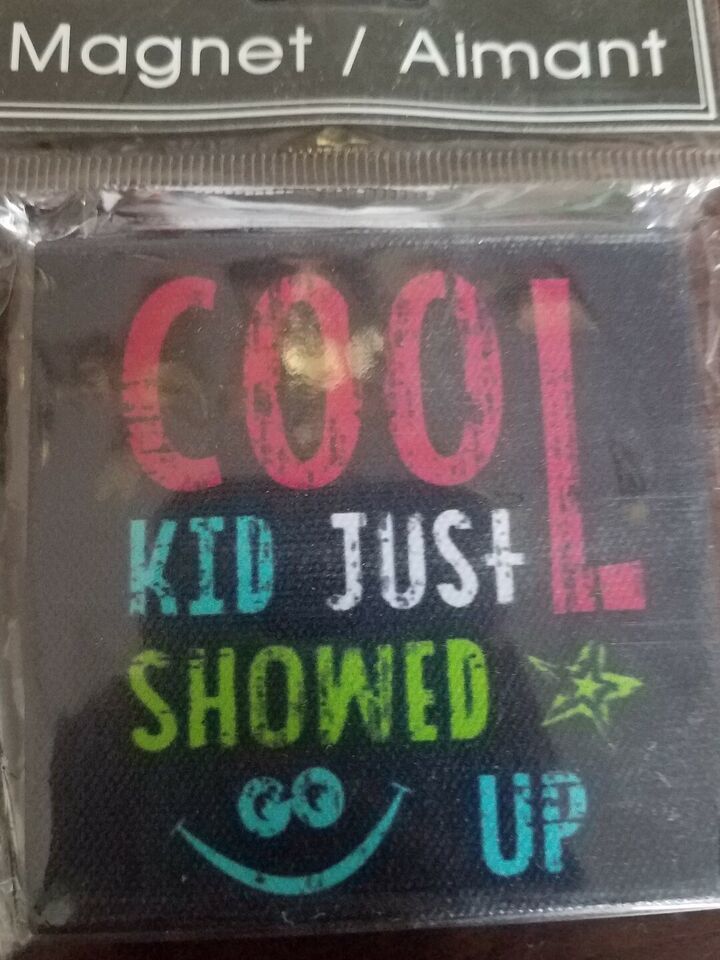 Magnet / Aimant
COOL
KID JUST
SHOWED
UP